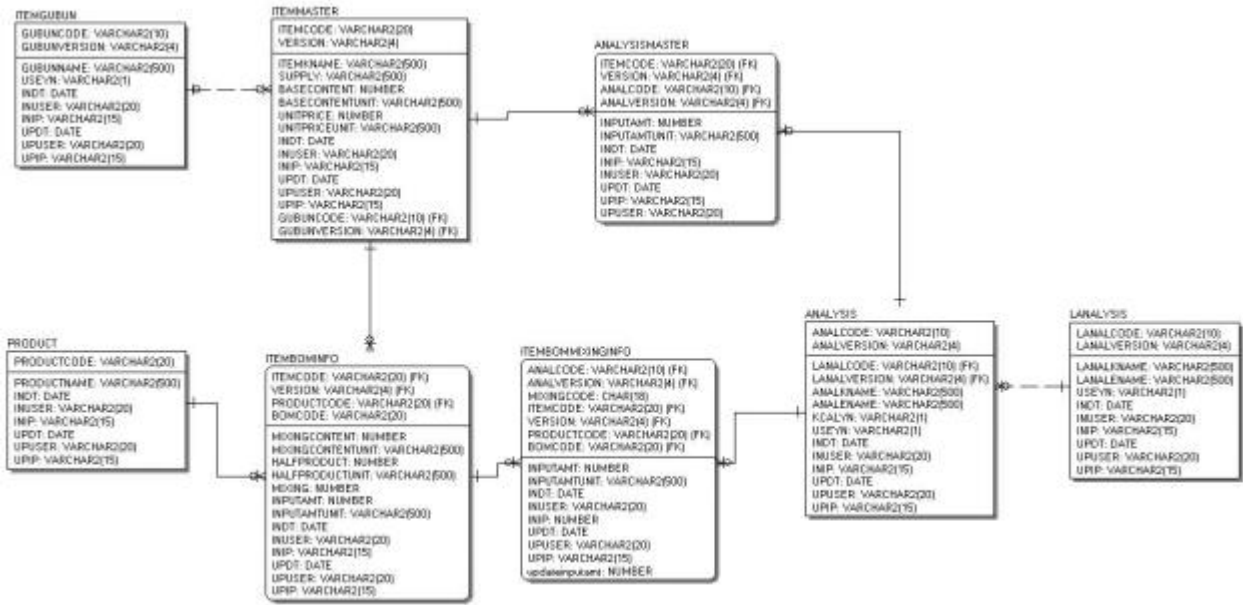 ITEMGUBUN
GUBUNCODE: VARCHAR2(10)
GUBUNVERSION: VARCHAR2(4)
GUBUNNAME: VARCHAR2(500)
USEYN: VARCHAR2(1)
INDT: DATE
INUSER: VARCHAR2(20)
INIP: VARCHAR2(15)
UPDT: DATE
UPUSER: VARCHAR2(20)
UPIP: VARCHAR2(15)
ITEMMASTER
ITEMCODE: VARCHAR2(20)
VERSION: VARCHAR2(4)
ITEMKNAME: VARCHAR2(500)
SUPPLY: VARCHAR2(500)
BASECONTENT: NUMBER
BASECONTENTUNIT: VARCHAR2(500)
UNITPRICE: NUMBER
UNITPRICEUNIT: VARCHAR2(500)
INDT: DATE
INUSER: VARCHAR2(20)
INIP: VARCHAR2(15)
UPDT: DATE
UPUSER: VARCHAR2(20)
UPIP: VARCHAR2(15)
GUBUNCODE: VARCHAR2(10) (FK)
GUBUNVERSION: VARCHAR2(4) (FK)
ANALYSISMASTER
ITEMCODE: VARCHAR2(20) (FK)
VERSION: VARCHAR2(4) (FK)
ANALCODE: VARCHAR2(10) (FK)
ANALVERSION: VARCHAR2(4) (FK)
INPUTAMT: NUMBER
INPUTAMTUNIT: VARCHAR2(500)
INDT: DATE
INIP: VARCHAR2(15)
INUSER: VARCHAR2(20)
UPDT: DATE
UPIP: VARCHAR2(15)
UPUSER: VARCHAR2(20)
PRODUCT
PRODUCTCODE: VARCHAR2(20)
PRODUCTNAME: VARCHAR2(500)
INDT: DATE
INUSER: VARCHAR2(20)
INIP: VARCHAR2(15)
UPDT: DATE
UPUSER: VARCHAR2(20)
UPIP: VARCHAR2(15)
ITEMBOMINFO
ITEMCODE: VARCHAR2(20) (FK)
VERSION: VARCHAR2(4) (FK)
PRODUCTCODE: VARCHAR2(20) (FK)
BOMCODE: VARCHAR2(20)
MIXINGCONTENT: NUMBER
MIXINGCONTENTUNIT: VARCHAR2(500)
HALFPRODUCT: NUMBER
HALFPRODUCTUNIT: VARCHAR2(500)
MIXING: NUMBER
INPUTAMT: NUMBER
INPUTAMTUNIT: VARCHAR2(500)
INDT: DATE
INUSER: VARCHAR2(20)
INIP: VARCHAR2(15)
UPDT: DATE
UPUSER: VARCHAR2(20)
UPIP: VARCHAR2(15)
ITEMBOMMIXINGINFO
ANALCODE: VARCHAR2(10) (FK)
ANALVERSION: VARCHAR2(4) (FK)
MIXINGCODE: CHAR(18)
ITEMCODE: VARCHAR2(20) (FK)
VERSION: VARCHAR2(4) (FK)
PRODUCTCODE: VARCHAR2(20) (FK)
BOMCODE: VARCHAR2(20) (FK)
INPUTAMT: NUMBER
INPUTAMTUNIT: VARCHAR2(500)
INDT: DATE
INUSER: VARCHAR2(20)
INIP: NUMBER
UPDT: DATE
UPUSER: VARCHAR2(20)
UPIP: VARCHAR2(15)
updateinputamt: NUMBER
ANALYSIS
ANALCODE: VARCHAR2(10)
ANALVERSION: VARCHAR2(4)
LANALCODE: VARCHAR2(10) (FK)
LANALVERSION: VARCHAR2(4) (FK)
ANALKNAME: VARCHAR2(500)
ANALENAME: VARCHAR2(500)
KCALYN: VARCHAR2(1)
USEYN: VARCHAR2(1)
INDT: DATE
INUSER: VARCHAR2(20)
INIP: VARCHAR2(15)
UPDT: DATE
UPUSER: VARCHAR2(20)
UPIP: VARCHAR2(15)
LANALYSIS
LANALCODE: VARCHAR2(10)
LANALVERSION: VARCHAR2(4)
LANALKNAME: VARCHAR2(500)
LANALENAME: VARCHAR2(500)
USEYN: VARCHAR2(1)
INDT: DATE
INUSER: VARCHAR2(20)
INIP: VARCHAR2(15)
UPDT: DATE
UPUSER: VARCHAR2(20)
UPIP: VARCHAR2(15)